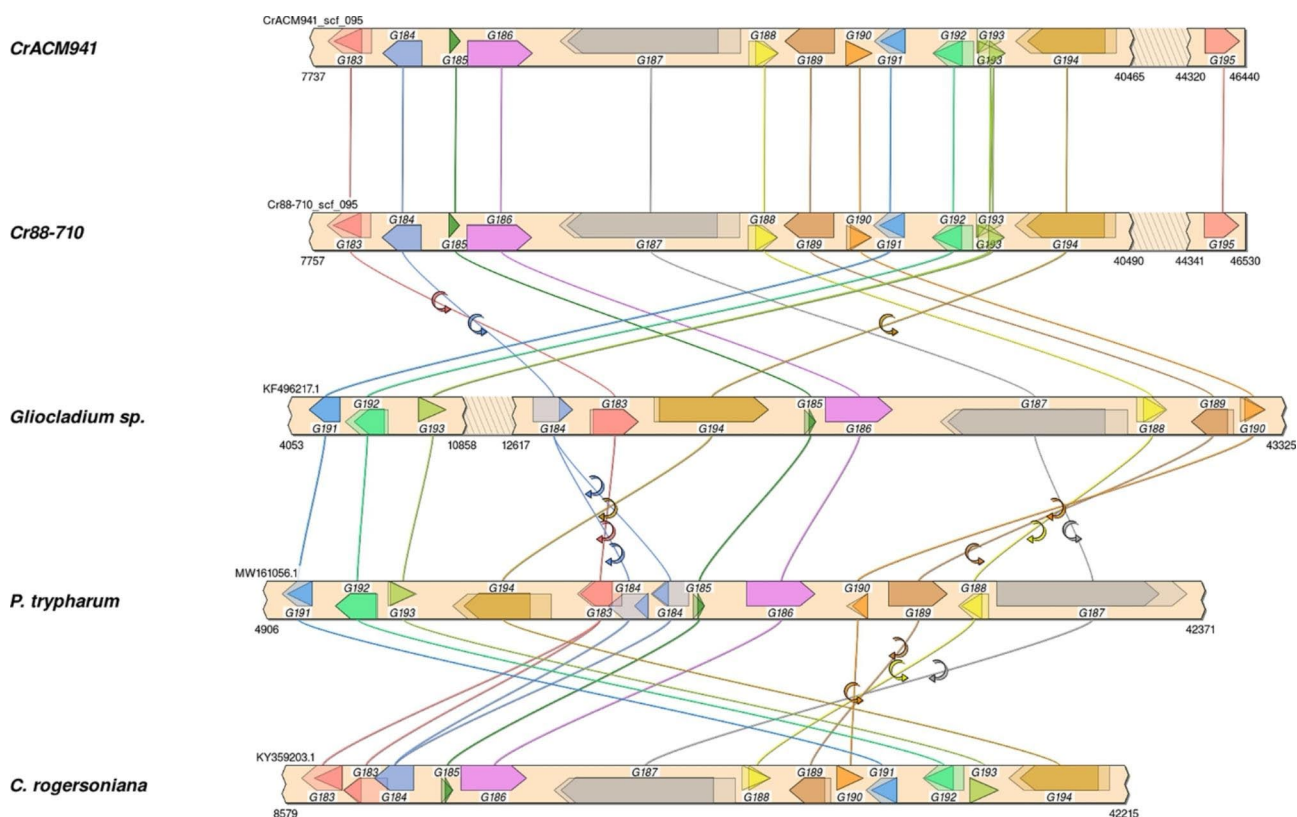 CrACM941_scf_095
G184 G186 G188 G190 G192 G193
CrACM941
G183 G185 G187 G189 G191 G193 G194 G195
7737 40465 44320 46440
Cr88-710_scf_095
G184 G186 G188 G190 G192 G193
Cr88-710
G183 G185 G187 G189 G191 G193 G194 G195
7757 40490 44341 46530
KF496217.1
G192 G183 G185 G187 G189
Gliocladium sp.
G191 G193 G184 G194 G186 G188 G190
4053 10858 12617 43325
MW161056.1
G192 G194 G184 G185 G190 G188
P. trypharum
G191 G193 G183 G184 G186 G189 G187
4906 42371
KY359203.1
G183 G185 G187 G189 G191 G193
C. rogersoniana
G183 G184 G186 G188 G190 G192 G194
8579 42215